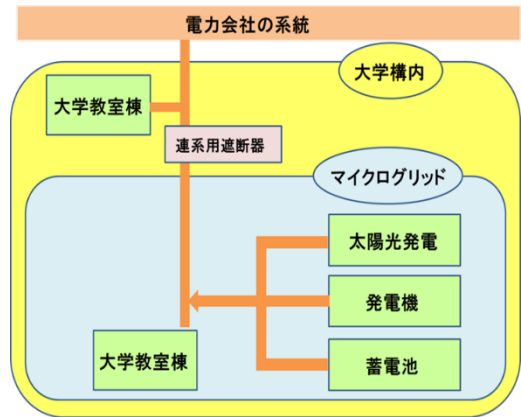 電力会社の系統
大学構内
大学教室棟
連系用遮断器
マイクログリッド
太陽光発電
発電機
大学教室棟
蓄電池